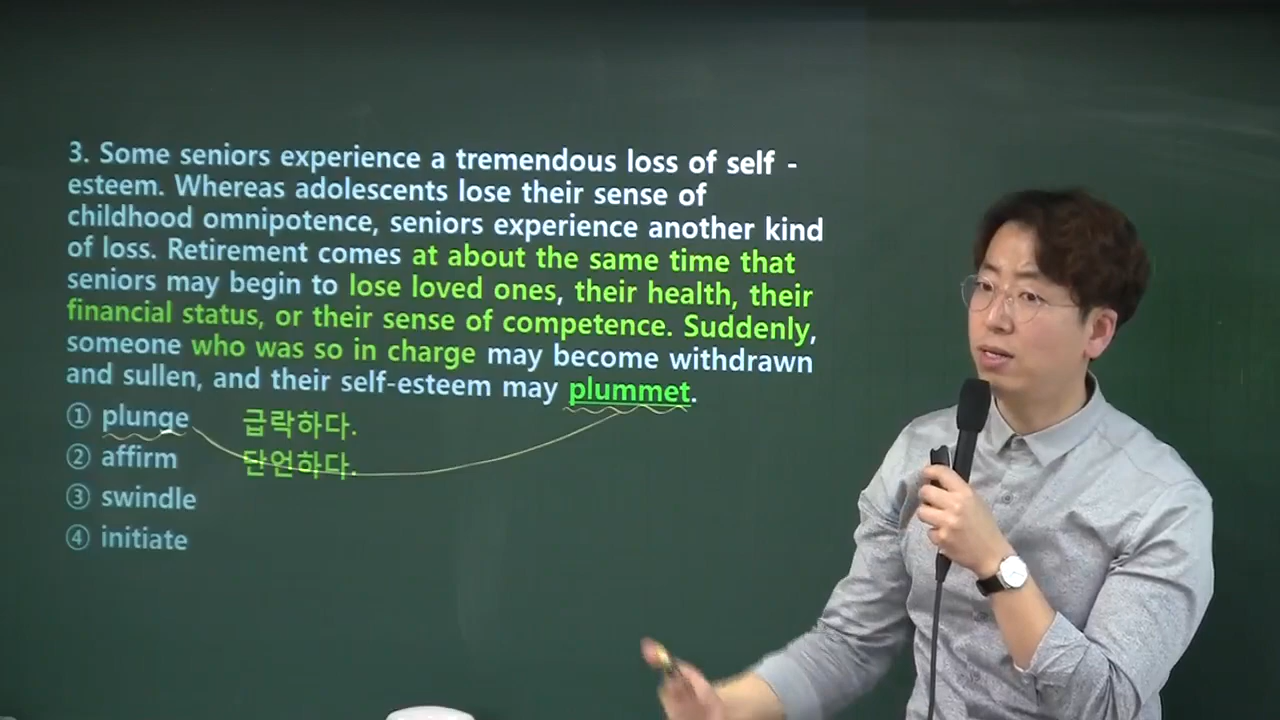 3. Some seniors experience a tremendous loss of self -
esteem. Whereas adolescents lose their sense of
childhood omnipotence, seniors experience another kind
of loss. Retirement comes at about the same time that
seniors may begin to lose loved ones, their health, their
financial status, or their sense of competence. Suddenly,
someone who was so in charge may become withdrawn
and sullen, and their self-esteem may plummet.
① plunge 급락하다.
② affirm 단언하다.
③ swindle
④ initiate